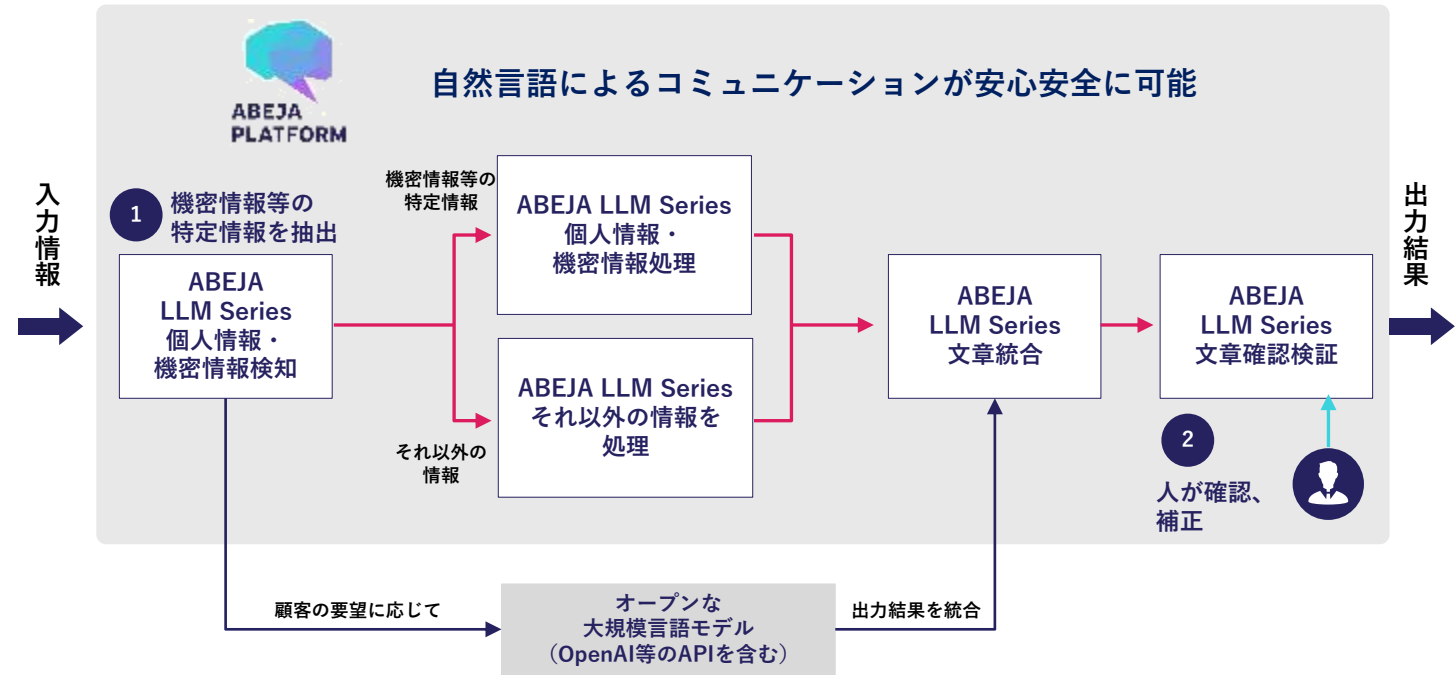 ABEJA
PLATFORM
自然言語によるコミュニケーションが安心安全に可能
入力情報
1
機密情報等の
特定情報を抽出
ABEJA
LLM Series
個人情報・
機密情報検知
機密情報等の
特定情報
ABEJA LLM Series
個人情報・
機密情報処理
それ以外の
情報
ABEJA LLM Series
それ以外の情報を
処理
ABEJA
LLM Series
文章統合
ABEJA
LLM Series
文章確認検証
2
人が確認、
補正
出力結果
顧客の要望に応じて
オープンな
大規模言語モデル
（OpenAI等のAPIを含む）
出力結果を統合